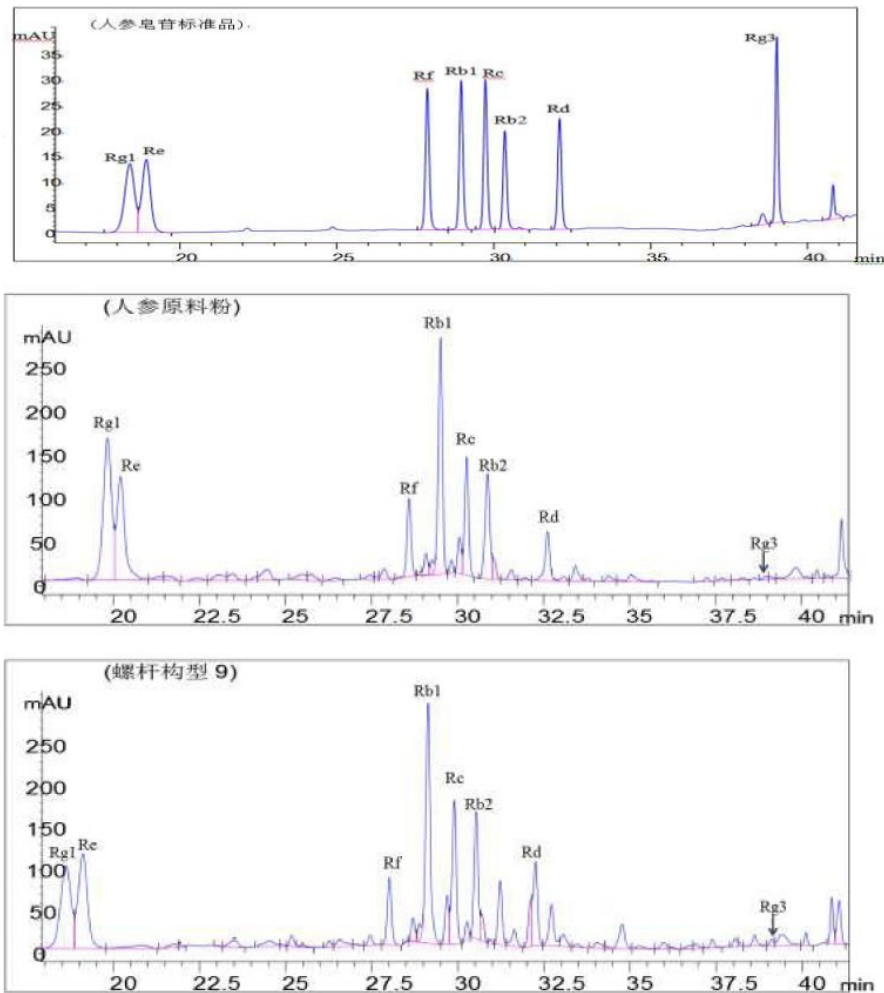 (人参皂苷标准品).
mAU
35
30
25
20
15
10
5
0
Rg1
Re
Rf
Rb1
Rc
Rb2
Rd
Rg3
20
25
30
35
40
min
(人参原料粉)
mAU
250
200
150
100
50
0
Rg1
Re
Rf
Rb1
Rc
Rb2
Rd
Rg3
20
22.5
25
27.5
30
32.5
35
37.5
40
min
(螺杆构型 9)
mAU
250
200
150
100
50
0
Rg1
Re
Rf
Rb1
Rc
Rb2
Rd
Rg3
20
22.5
25
27.5
30
32.5
35
37.5
40
min